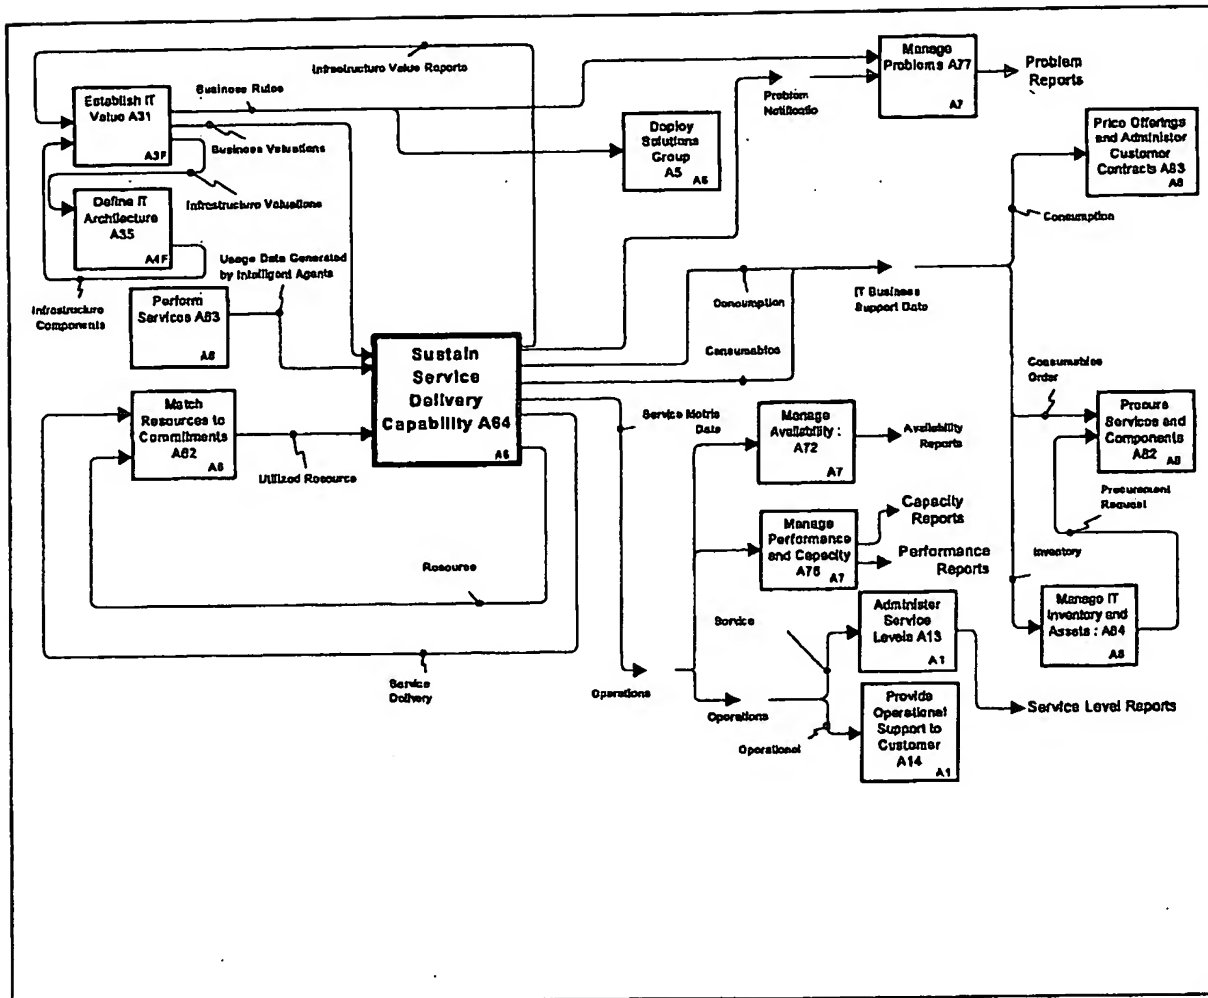 Infrastructure Value Reports
Manage
Problems A77
A7
Problem
Reports
Establish IT
Value A31
A3F
Business Rules
Business Valuations
Problem
Notificatio
Deploy
Solutions
Group
A5
A5
Price Offerings
and Administer
Customer
Contracts A83
A8
Infrastructure Valuations
Define IT
Architecture
A35
A4F
Consumption
Usage Data Generated
by Intelligent Agents
Infrastructure
Components
Perform
Services A63
A6
Consumption
IT Business
Support Data
Sustain
Service
Delivery
Capability A64
A6
Consumables
Consumables
Order
Match
Resources to
Commitments
A62
A6
Utilized Resource
Service Metric
Data
Manage
Availability :
A72
A7
Availability
Reports
Procure
Services and
Components
A82
A8
Procurement
Request
Manage
Performance
and Capacity
A76
A7
Capacity
Reports
Performance
Reports
Inventory
Resource
Service
Administer
Service
Levels A13
A1
Manage IT
Inventory and
Assets : A84
A8
Service
Delivery
Operations
Operations
Operational
Provide
Operational
Support to
Customer
A14
A1
Service Level Reports